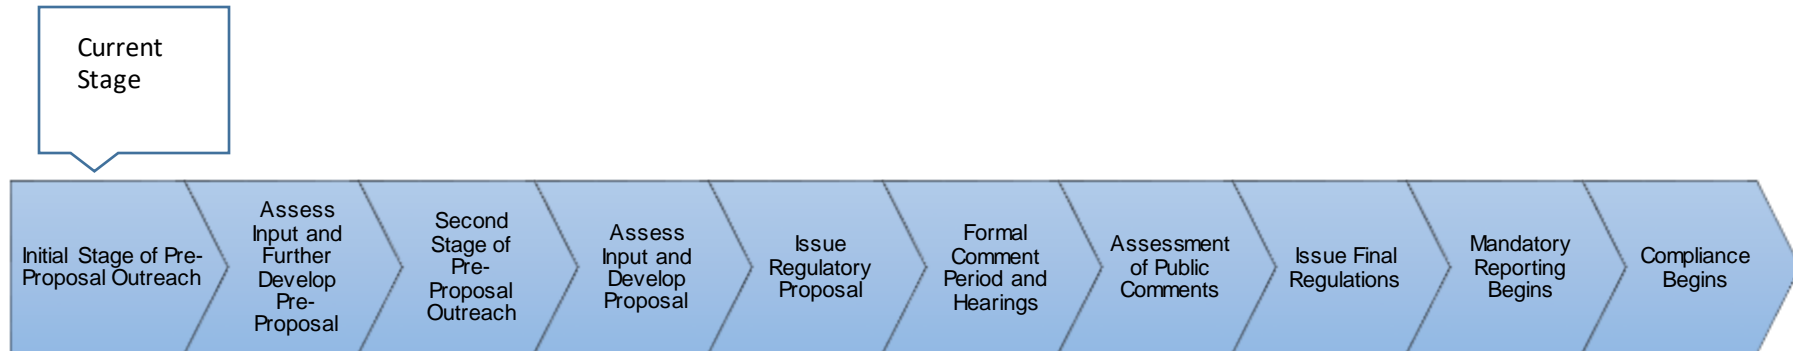 Current
Stage
Initial Stage of Pre-
Proposal Outreach
Assess
Input and
Further
Develop
Pre-
Proposal
Second
Stage of
Pre-
Proposal
Outreach
Assess
Input and
Develop
Proposal
Issue
Regulatory
Proposal
Formal
Comment
Period and
Hearings
Assessment
of Public
Comments
Issue Final
Regulations
Mandatory
Reporting
Begins
Compliance
Begins